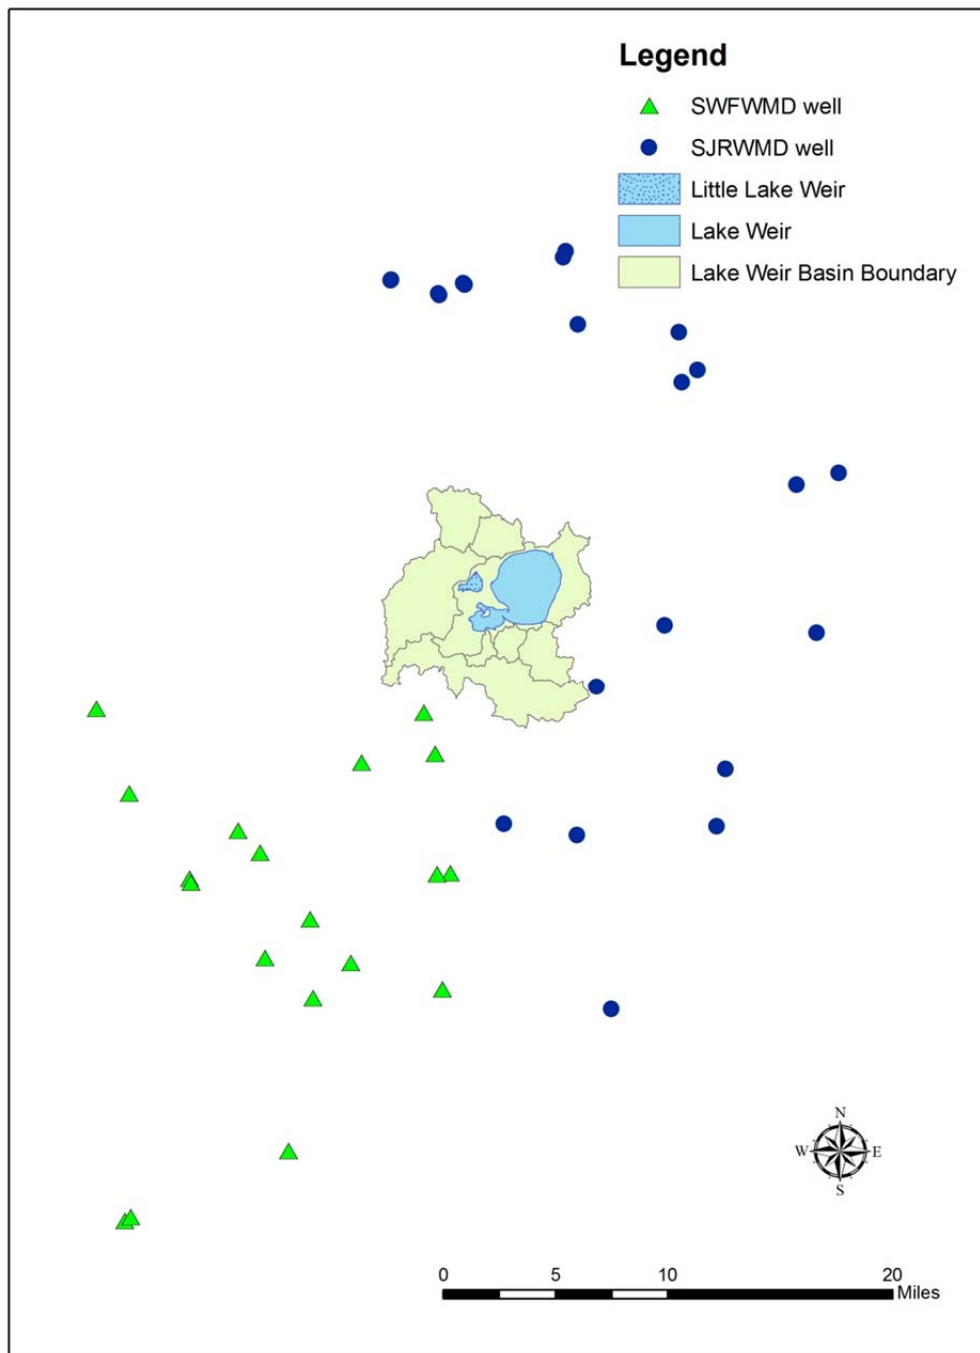 Legend
SWFWMD well
SJRWMD well
Little Lake Weir
Lake Weir
Lake Weir Basin Boundary
N
W E
S
0 5 10 20
Miles